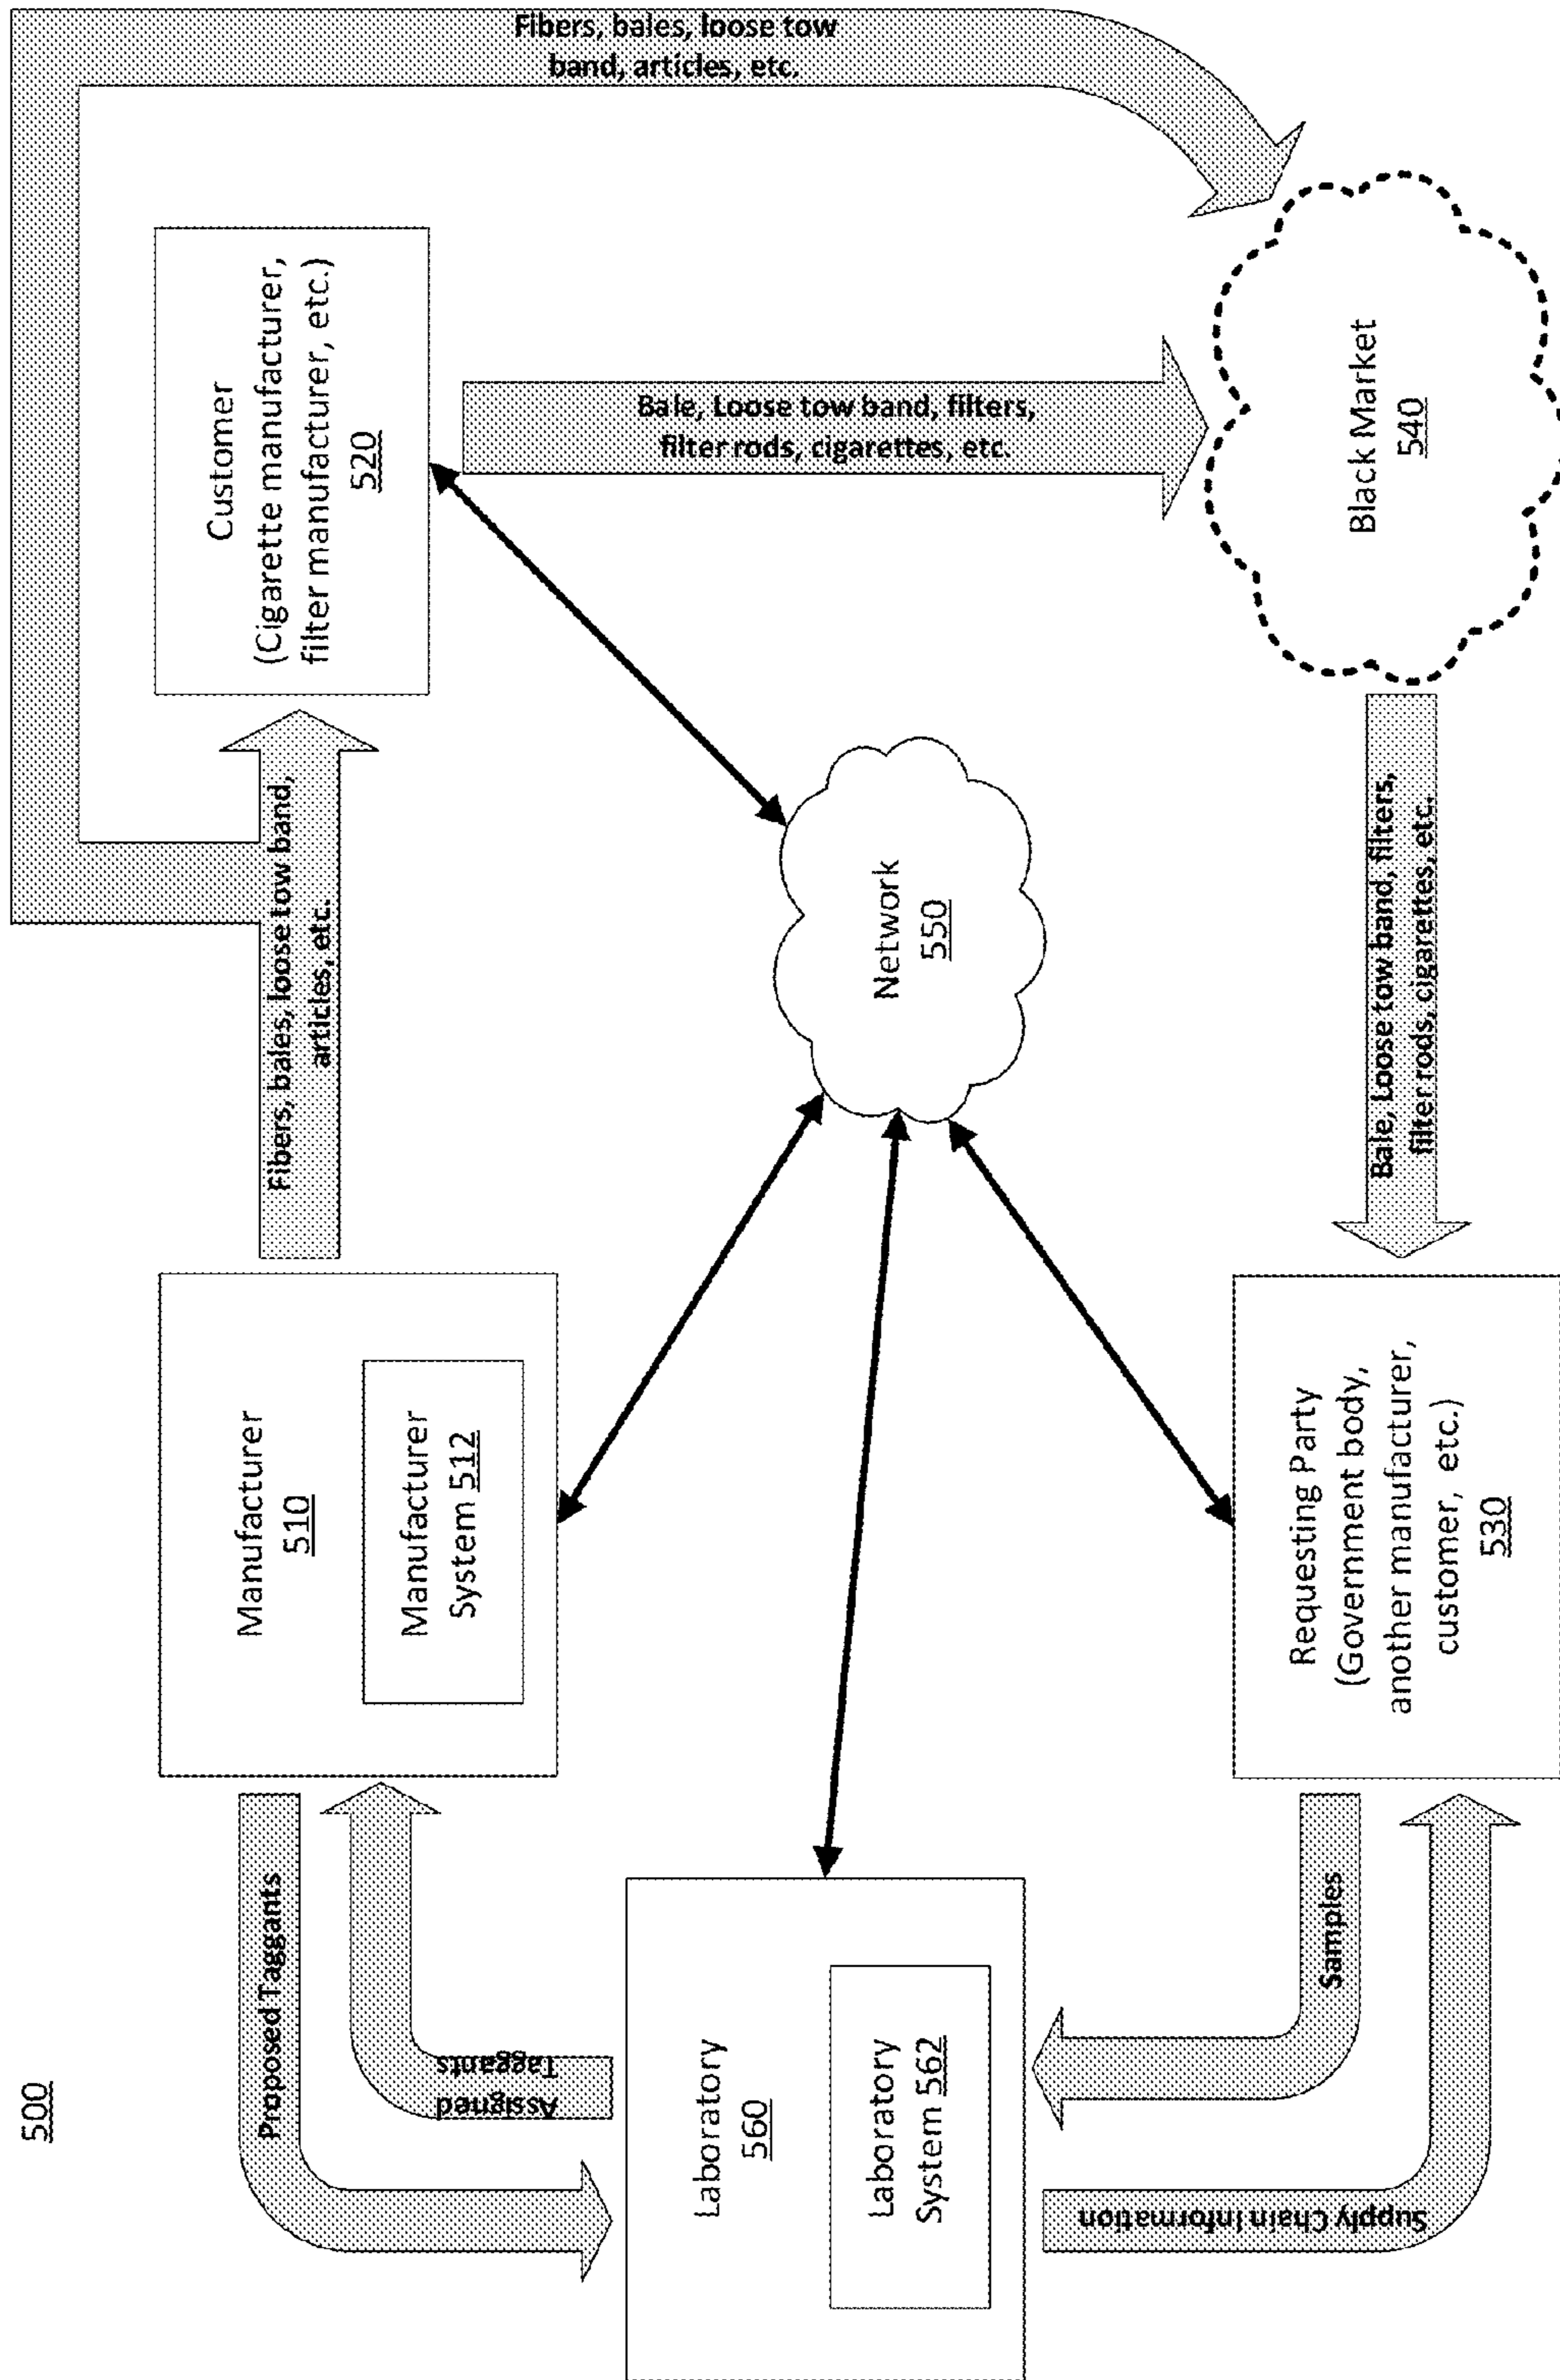 500
Proposed Taggants
Assigned
Taggants
Manufacturer
510
Manufacturer
System 512
Fibers, bales, loose tow band,
articles, etc.
Customer
(Cigarette manufacturer,
filter manufacturer, etc.)
520
Fibers, bales, loose tow
band, articles, etc.
Laboratory
560
Laboratory
System 562
Network
550
Bale, Loose tow band, filters,
filter rods, cigarettes, etc.
Supply Chain Information
Samples
Requesting Party
(Government body,
another manufacturer,
customer, etc.)
530
Bale, Loose tow band, filters,
filter rods, cigarettes, etc.
Black Market
540